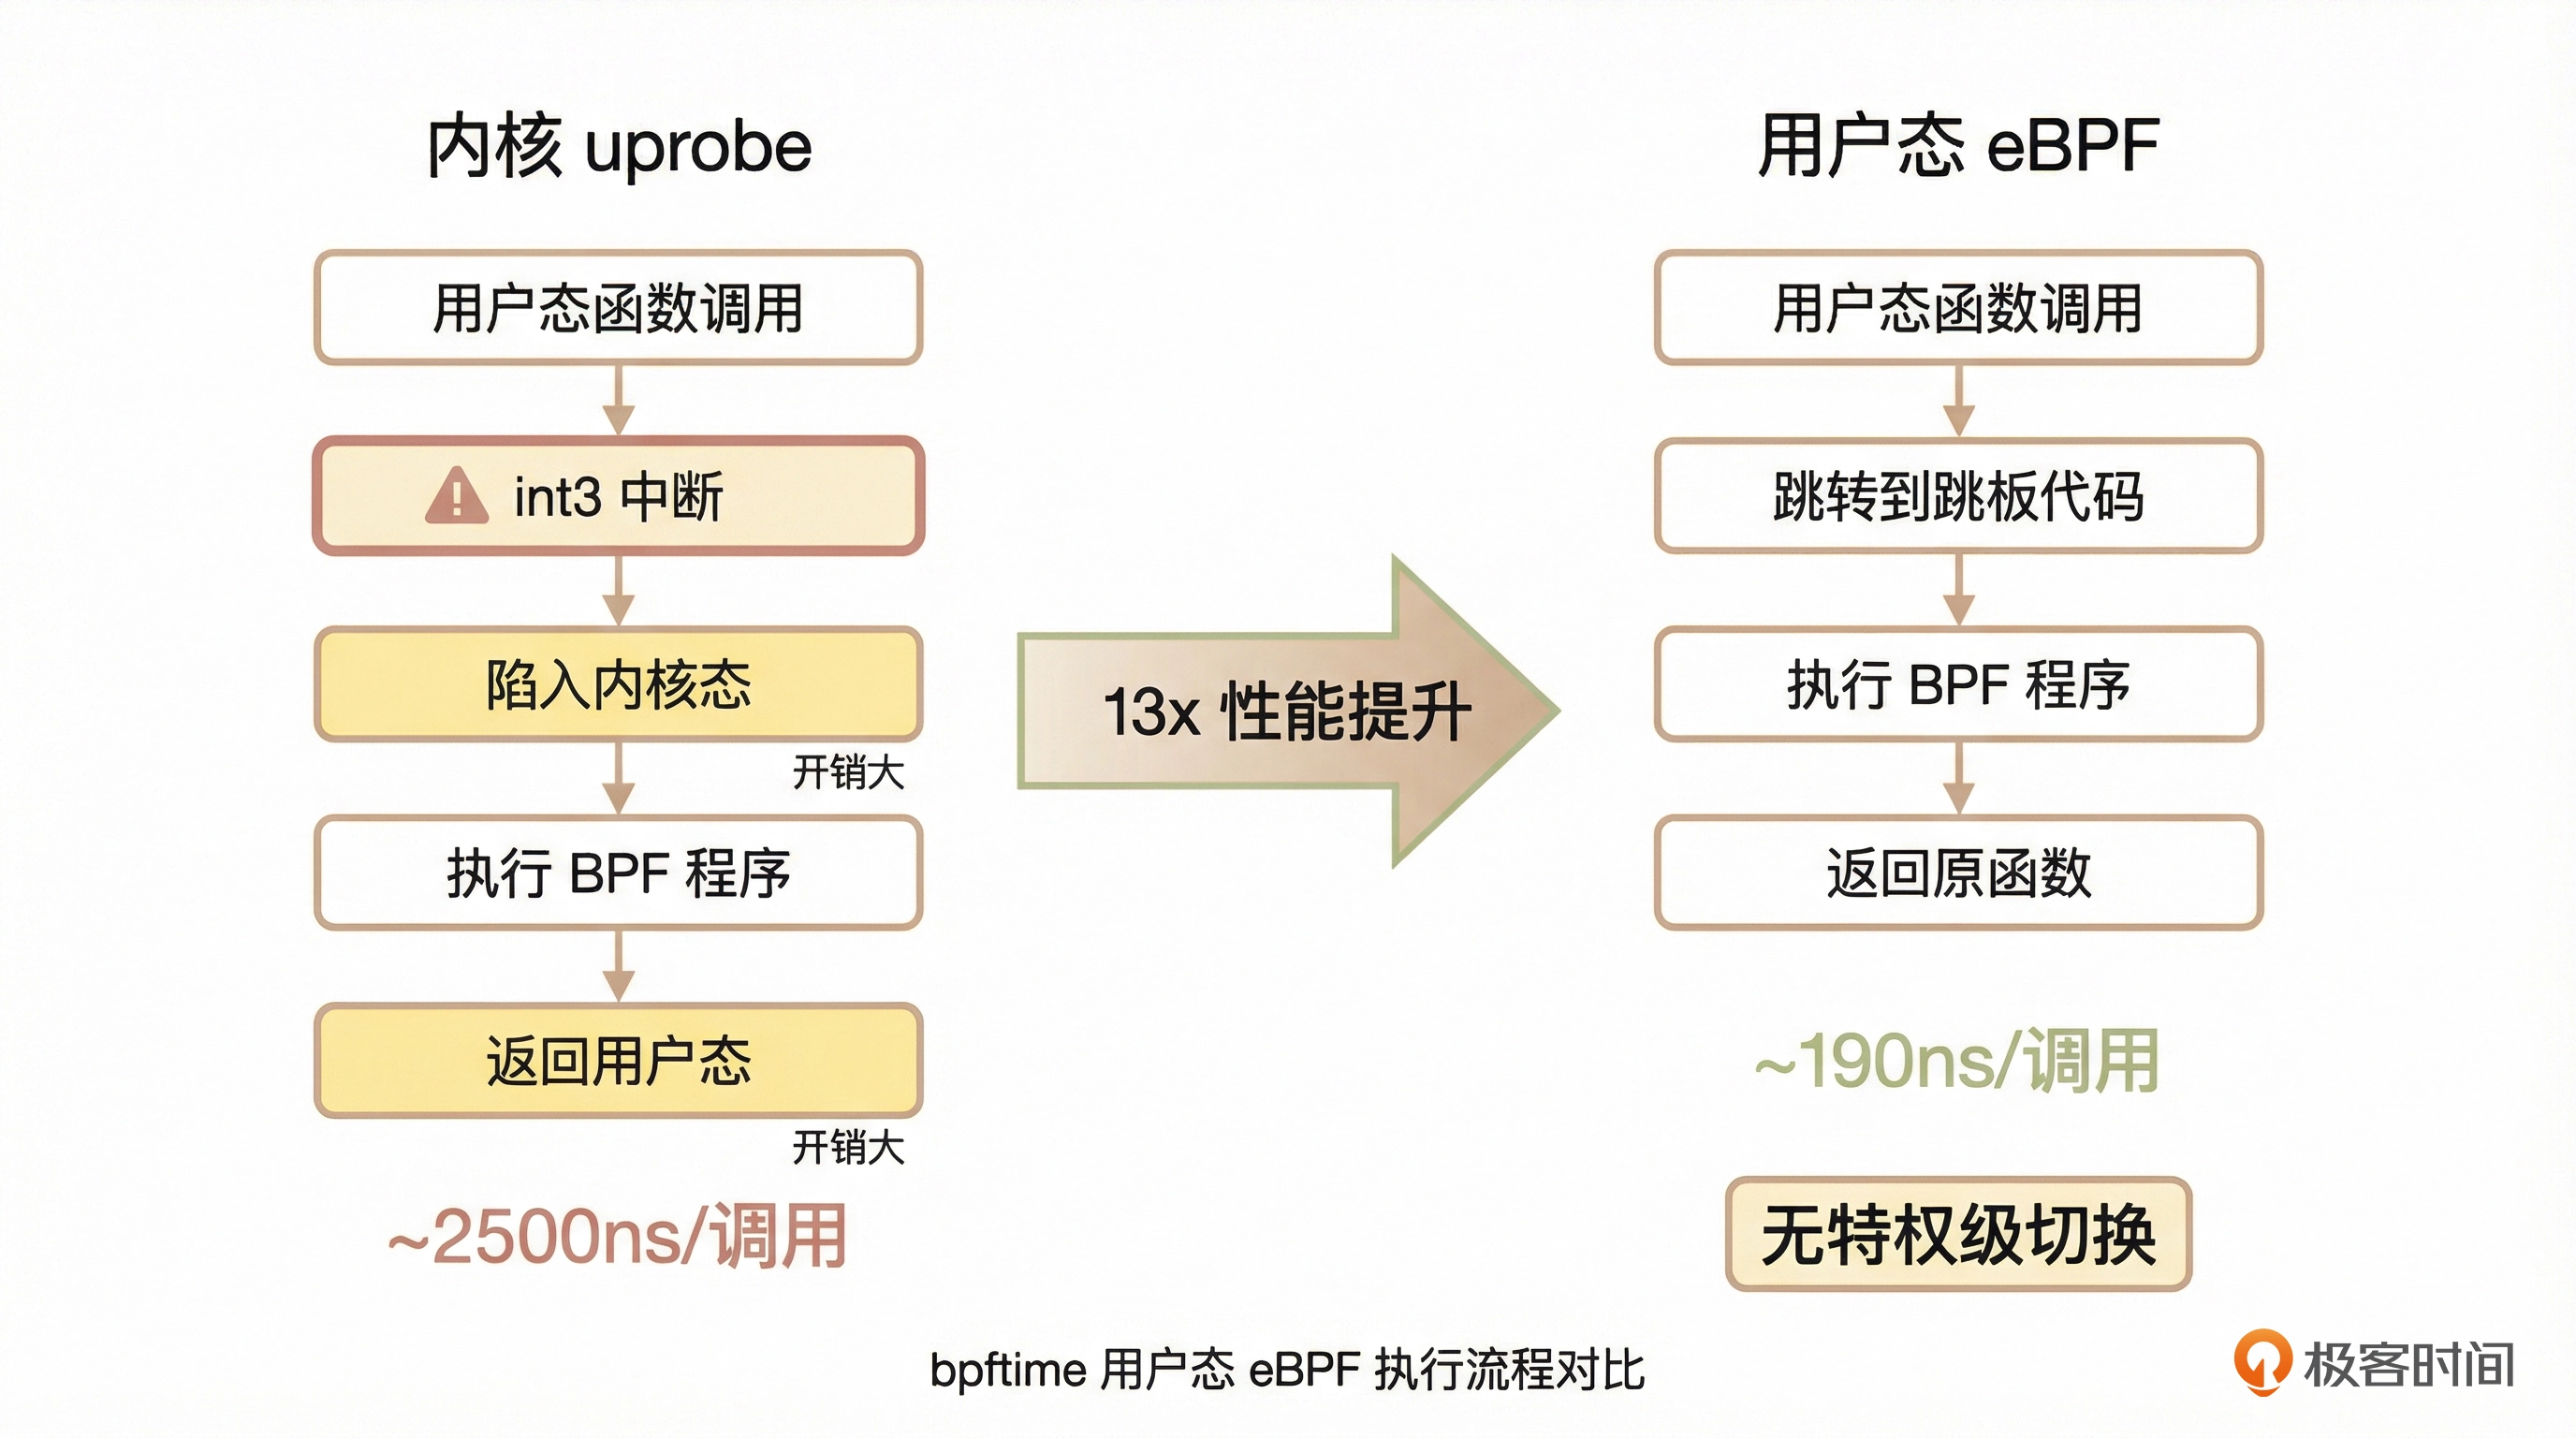 内核 uprobe
用户态函数调用
int3 中断
陷入内核态
开销大
执行 BPF 程序
返回用户态
开销大
~2500ns/调用
13x 性能提升
用户态 eBPF
用户态函数调用
跳转到跳板代码
执行 BPF 程序
返回原函数
~190ns/调用
无特权级切换
bpftime 用户态 eBPF 执行流程对比
极客时间